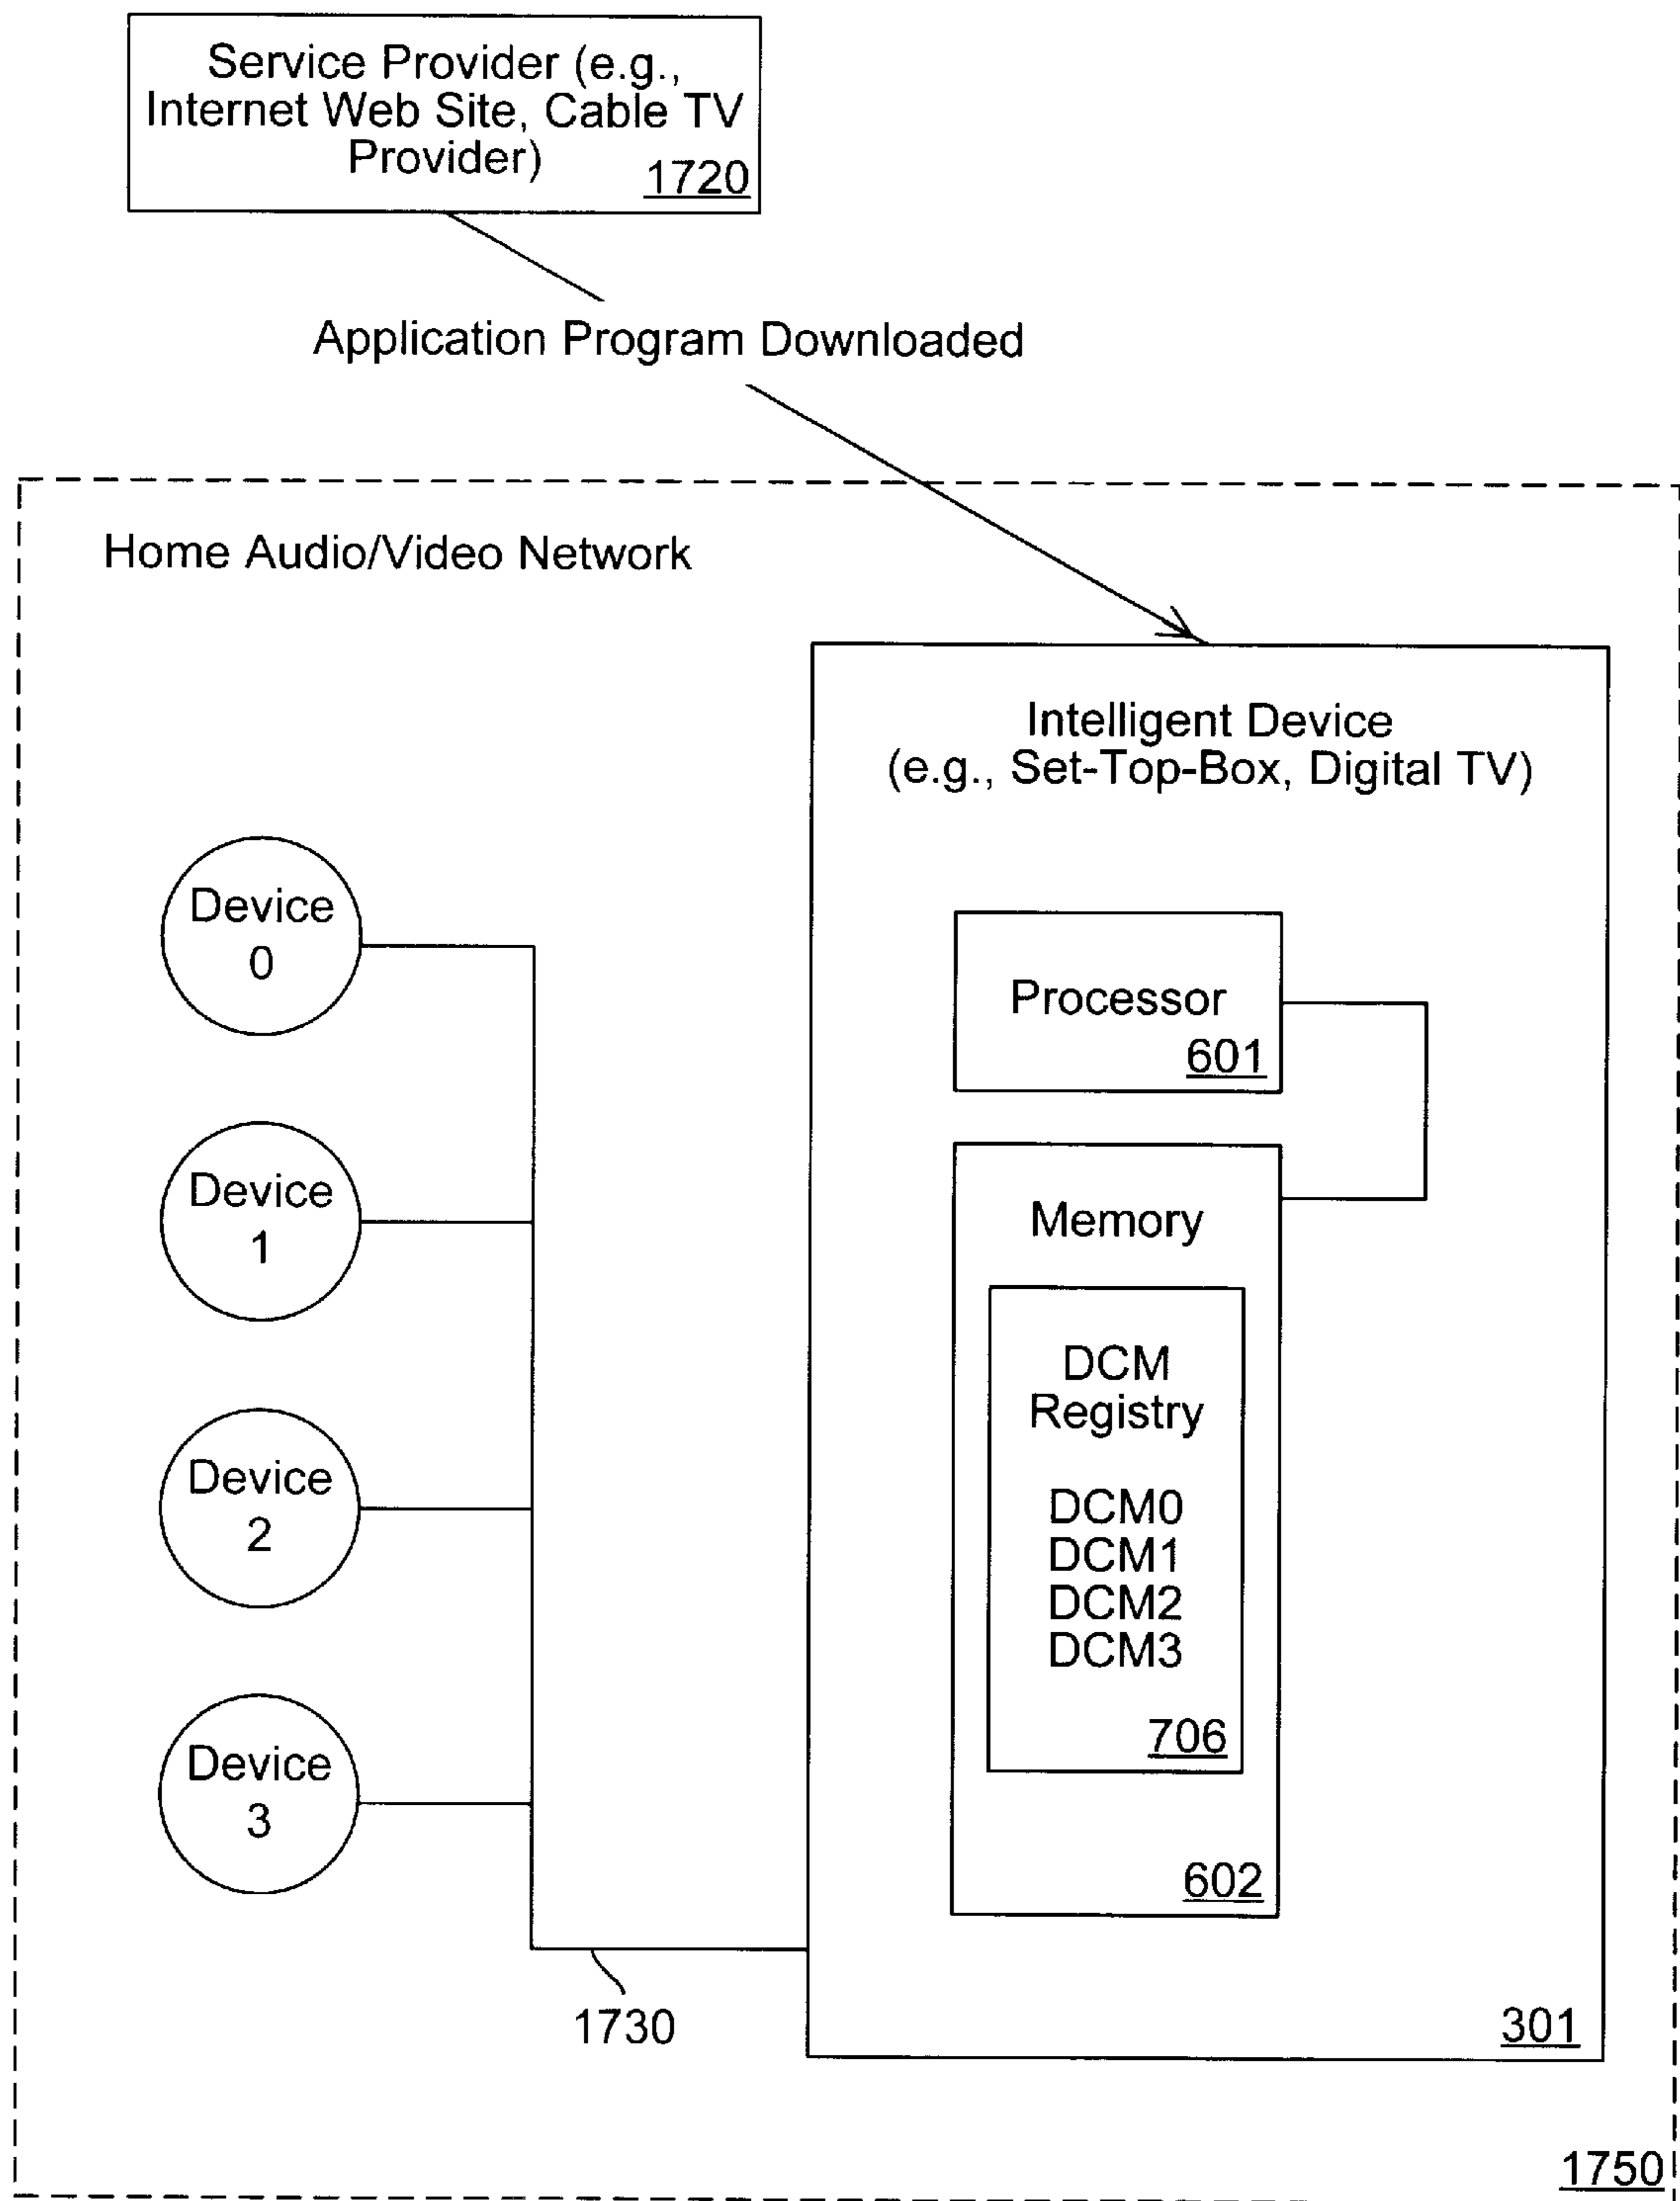 Service Provider (e.g.,
Internet Web Site, Cable TV
Provider)
1720
Application Program Downloaded
Home Audio/Video Network
Intelligent Device
(e.g., Set-Top-Box, Digital TV)
Device
0
Device
1
Device
2
Device
3
1730
Processor
601
Memory
DCM
Registry
DCM0
DCM1
DCM2
DCM3
706
602
301
1750